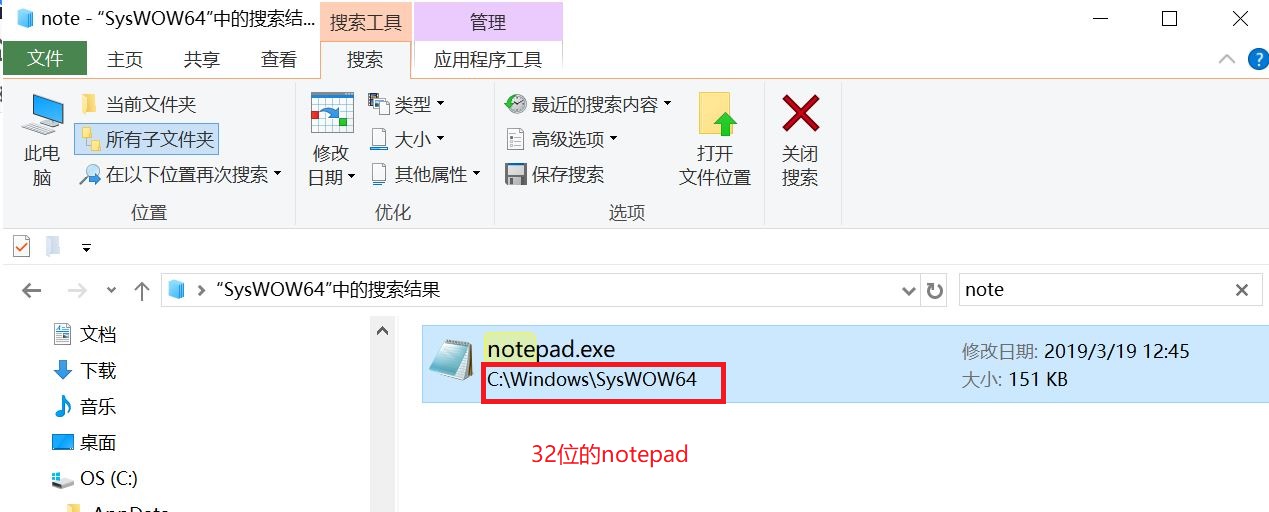 note - “SysWOW64”中的搜索结...
搜索工具
管理
文件
主页
共享
查看
搜索
应用程序工具
此电脑
当前文件夹
所有子文件夹
在以下位置再次搜索
位置
修改日期
类型
大小
其他属性
优化
最近的搜索内容
高级选项
保存搜索
打开
文件位置
选项
关闭
搜索
“SysWOW64”中的搜索结果
note
文档
下载
音乐
桌面
OS (C:)
AppData
notepad.exe
C:\Windows\SysWOW64
修改日期: 2019/3/19 12:45
大小: 151 KB
32位的notepad